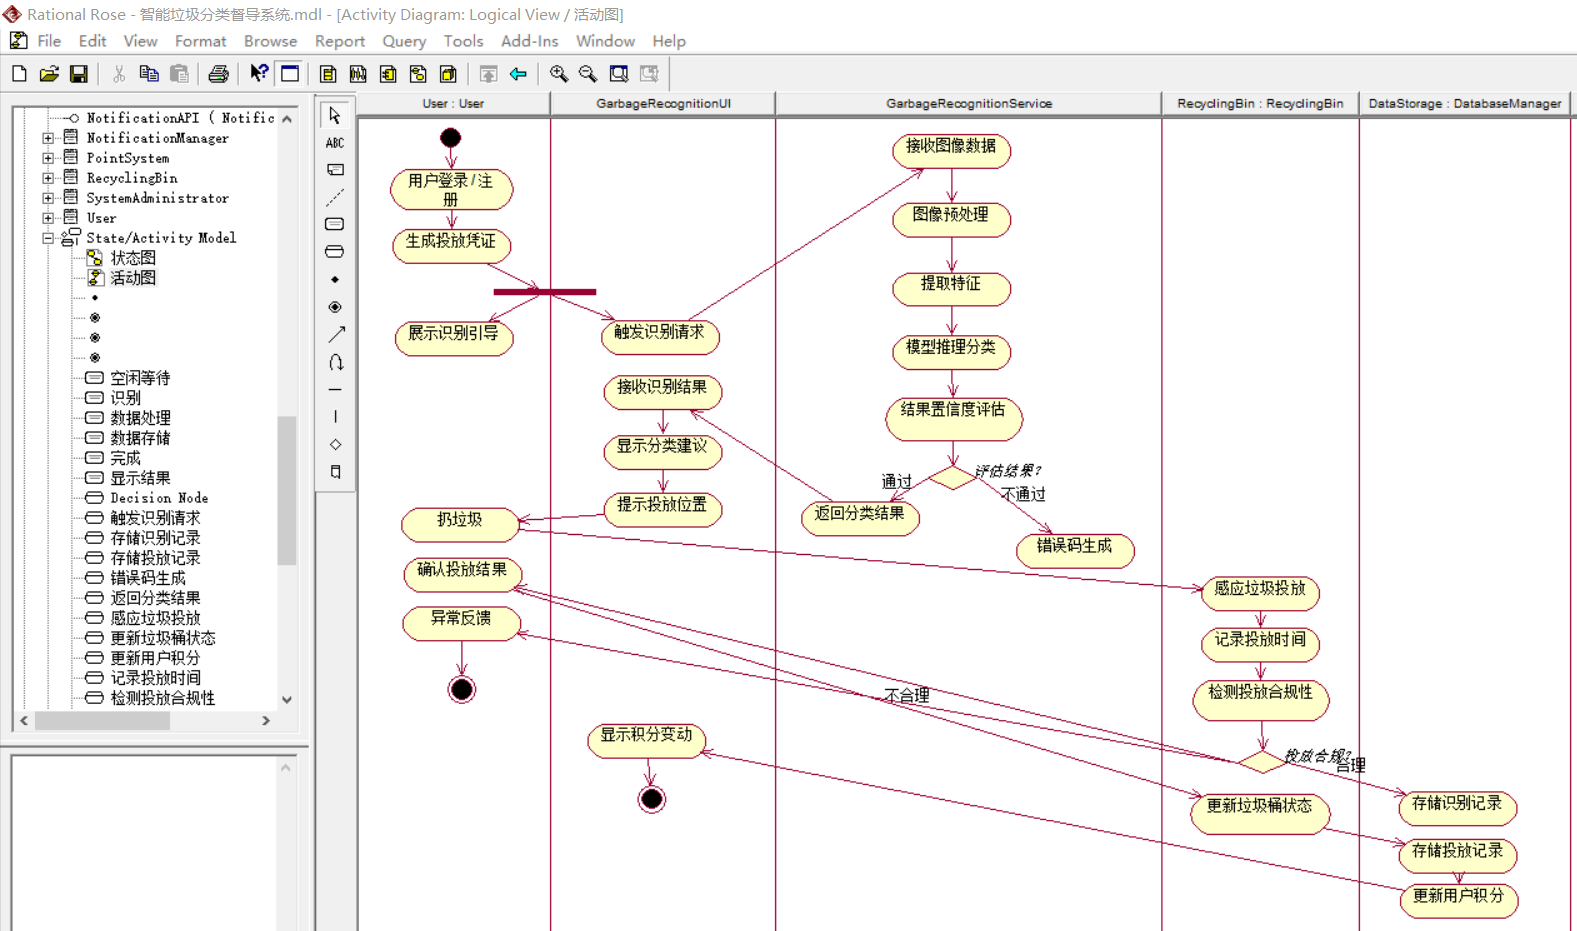 Rational Rose - 智能垃圾分类督导系统.mdl - [Activity Diagram: Logical View / 活动图]
File Edit View Format Browse Report Query Tools Add-Ins Window Help
NotificationAPI ( Notific
NotificationManager
PointSystem
RecyclingBin
SystemAdministrator
User
State/Activity Model
状态图
活动图
空闲等待
识别
数据处理
数据存储
完成
显示结果
Decision Node
触发识别请求
存储识别记录
存储投放记录
错误码生成
返回分类结果
感应垃圾投放
更新垃圾桶状态
更新用户积分
记录投放时间
检测投放合规性
ABC
User : User
GarbageRecognitionUI
GarbageRecognitionService
RecyclingBin : RecyclingBin
DataStorage : DatabaseManager
用户登录/注
册
生成投放凭证
展示识别引导
触发识别请求
接收图像数据
图像预处理
提取特征
模型推理分类
结果置信度评估
评估结果?
通过
不通过
返回分类结果
错误码生成
接收识别结果
显示分类建议
提示投放位置
扔垃圾
确认投放结果
异常反馈
感应垃圾投放
记录投放时间
检测投放合规性
投放合规?
不合理
合理
显示积分变动
更新垃圾桶状态
存储识别记录
存储投放记录
更新用户积分